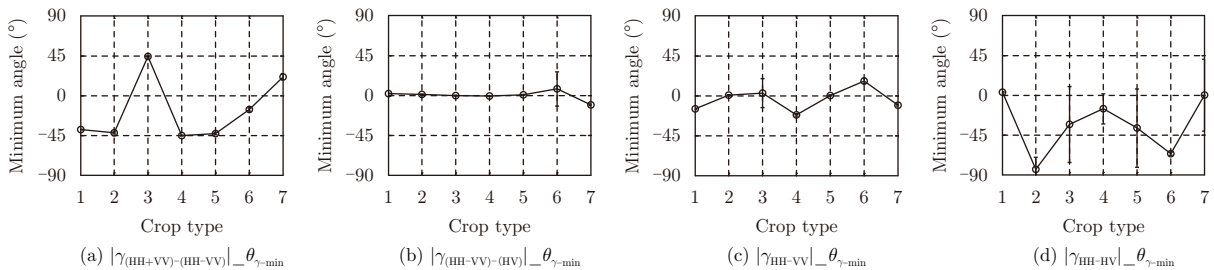 Minimum angle (°)
90
45
0
−45
−90
1 2 3 4 5 6 7
Crop type
(a) |γ(HH+VV)-(HH-VV)|_θγ-min
Minimum angle (°)
90
45
0
−45
−90
1 2 3 4 5 6 7
Crop type
(b) |γ(HH-VV)-(HV)|_θγ-min
Minimum angle (°)
90
45
0
−45
−90
1 2 3 4 5 6 7
Crop type
(c) |γHH-VV|_θγ-min
Minimum angle (°)
90
45
0
−45
−90
1 2 3 4 5 6 7
Crop type
(d) |γHH-HV|_θγ-min